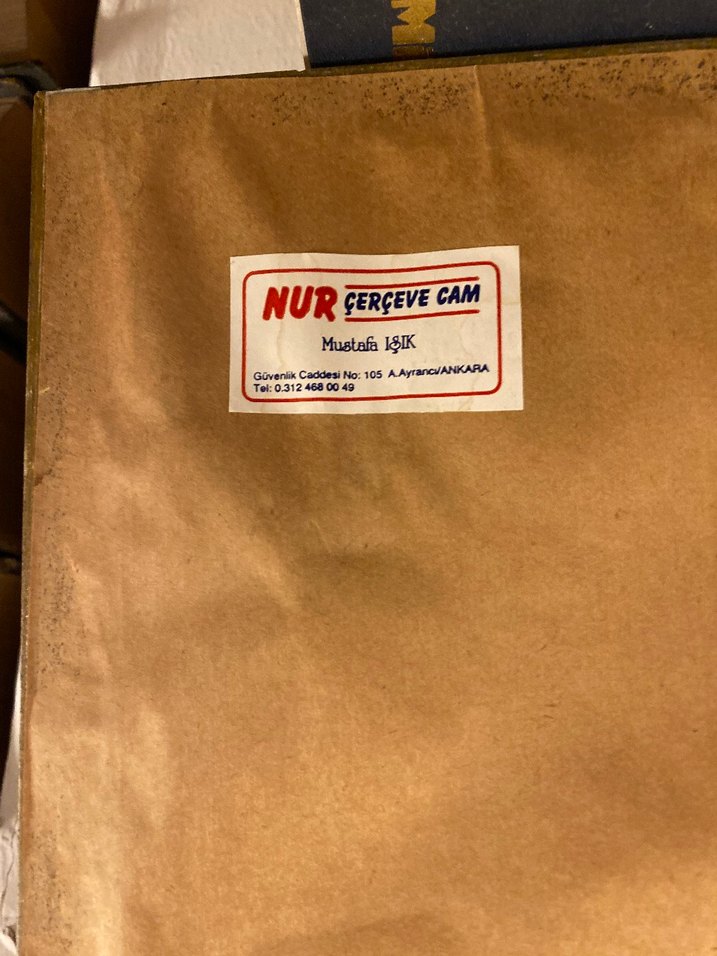 M
NUR ÇERÇEVE CAM
Mustafa IŞIK
Güvenlik Caddesi No: 105 A.Ayrancı/ANKARA
Tel: 0.312 468 00 49